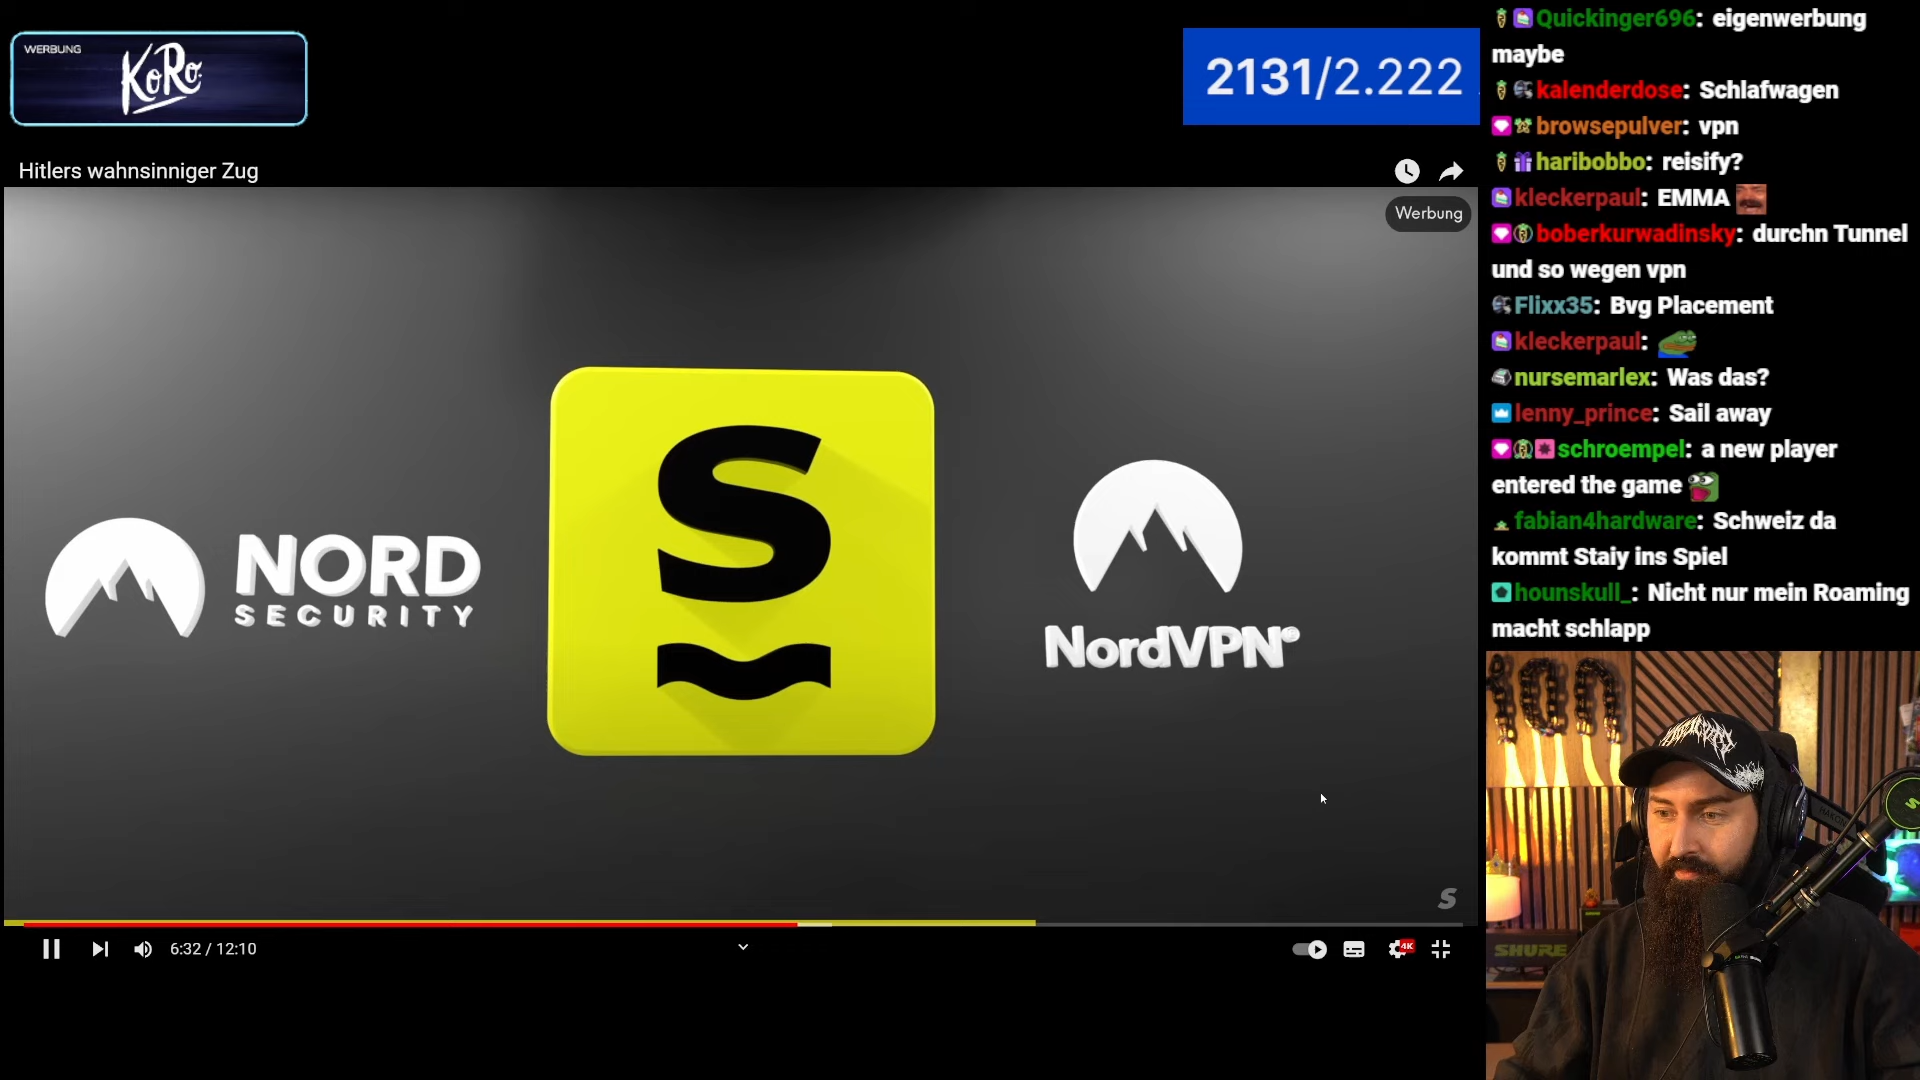 WERBUNG
KoRo
2131/2.222
Hitlers wahnsinniger Zug
Werbung
NORD
SECURITY
S
NordVPN®
S
6:32 / 12:10
4K
Quickinger696: eigenwerbung
maybe
kalenderdose: Schlafwagen
browsepulver: vpn
haribobbo: reisify?
kleckerpaul: EMMA
boberkurwadinsky: durchn Tunnel
und so wegen vpn
Flixx35: Bvg Placement
kleckerpaul:
nursemarlex: Was das?
lenny_prince: Sail away
schroempel: a new player
entered the game
fabian4hardware: Schweiz da
kommt Staiy ins Spiel
hounskull_: Nicht nur mein Roaming
macht schlapp
SHURE